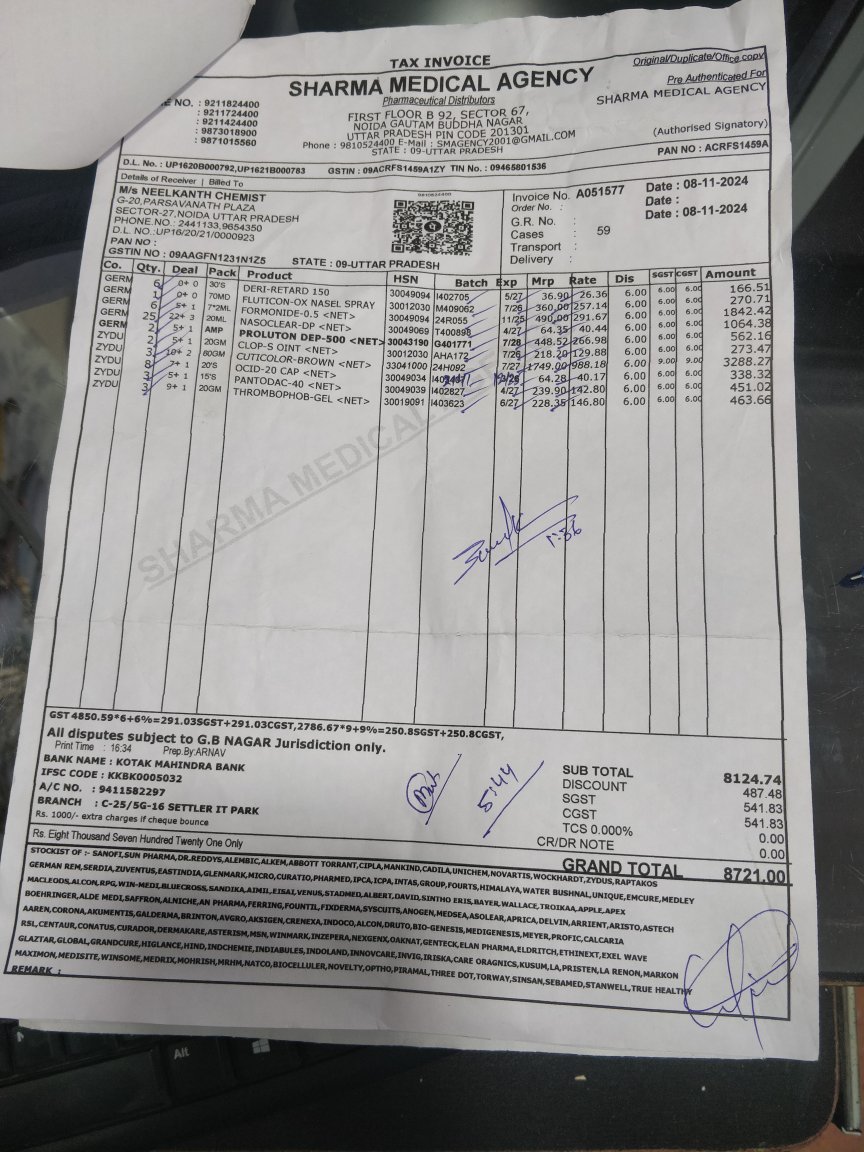 TAX INVOICE
Original/Duplicate/Office copy
SHARMA MEDICAL AGENCY
Pharmaceutical Distributors
Pre Authenticated For
SHARMA MEDICAL AGENCY
E NO. : 9211824400
: 9211724400
: 9211424400
: 9873018900
: 9871015560
FIRST FLOOR B 92, SECTOR 67,
NOIDA GAUTAM BUDDHA NAGAR
UTTAR PRADESH PIN CODE 201301
Phone : 9810524400 E-Mail : SMAGENCY2001@GMAIL.COM
STATE : 09-UTTAR PRADESH
(Authorised Signatory)
D.L. No. : UP1620B000792,UP1621B000783 GSTIN : 09ACRFS1459A1ZY TIN No. : 09465801536
PAN NO : ACRFS1459A
Details of Receiver | Billed To
M/s NEELKANTH CHEMIST
G-20,PARSAVANATH PLAZA
SECTOR-27,NOIDA UTTAR PRADESH
PHONE.NO.: 2441133,9654350
D.L. NO.:UP16/20/21/0000923
PAN NO :
GSTIN NO : 09AAGFN1231N1Z5 STATE : 09-UTTAR PRADESH
Invoice No. A051577 Date : 08-11-2024
Order No. : Date :
G.R. No. : Date : 08-11-2024
Cases : 59
Transport :
Delivery :
Co. Qty. Deal Pack Product HSN Batch Exp Mrp Rate Dis SGST CGST Amount
GERM 6 0+ 0 30'S DERI-RETARD 150 30049094 I402705 5/27 36.90 26.36 6.00 6.00 6.00 166.51
GERM 1 0+ 0 70MD FLUTICON-OX NASEL SPRAY 30012030 M409062 7/26 360.00 257.14 6.00 6.00 6.00 270.71
GERM 6 5+ 1 7*2ML FORMONIDE-0.5 <NET> 30049094 24R055 11/25 490.00 291.67 6.00 6.00 6.00 1842.42
GERM 25 22+ 3 20ML NASOCLEAR-DP <NET> 30049069 T400898 4/27 64.35 40.44 6.00 6.00 6.00 1064.38
GERM 2 5+ 1 AMP PROLUTON DEP-500 <NET> 30043190 G401771 7/28 448.52 266.98 6.00 6.00 6.00 562.16
ZYDU 2 5+ 1 20GM CLOP-S OINT <NET> 30012030 AHA172 7/26 218.20 129.88 6.00 6.00 6.00 273.47
ZYDU 3 10+ 2 80GM CUTICOLOR-BROWN <NET> 33041000 24H092 7/27 1749.00 988.18 6.00 9.00 9.00 3288.27
ZYDU 8 7+ 1 20'S OCID-20 CAP <NET> 30049034 64.28 40.17 6.00 6.00 6.00 338.32
ZYDU 3 5+ 1 15'S PANTODAC-40 <NET> 30049039 I402827 4/27 239.90 142.80 6.00 6.00 6.00 451.02
ZYDU 3 9+ 1 20GM THROMBOPHOB-GEL <NET> 30019091 I403623 6/27 228.35 146.80 6.00 6.00 6.00 463.66
SHARMA MEDICAL
GST 4850.59*6+6%=291.03SGST+291.03CGST,2786.67*9+9%=250.8SGST+250.8CGST,
All disputes subject to G.B NAGAR Jurisdiction only.
Print Time : 16:34 Prep.By:ARNAV
BANK NAME : KOTAK MAHINDRA BANK
IFSC CODE : KKBK0005032
A/C NO. : 9411582297
BRANCH : C-25/5G-16 SETTLER IT PARK
Rs. 1000/- extra charges if cheque bounce
5:44
SUB TOTAL 8124.74
DISCOUNT 487.48
SGST 541.83
CGST 541.83
TCS 0.000% 0.00
CR/DR NOTE 0.00
Rs. Eight Thousand Seven Hundred Twenty One Only
GRAND TOTAL 8721.00
STOCKIST OF :- SANOFI,SUN PHARMA,DR.REDDYS,ALEMBIC,ALKEM,ABBOTT TORRANT,CIPLA,MANKIND,CADILA,UNICHEM,NOVARTIS,WOCKHARDT,ZYDUS,RAPTAKOS
GERMAN REM,SERDIA,ZUVENTUS,EASTINDIA,GLENMARK,MICRO,CURATIO,PHARMED,IPCA,ICPA,INTAS,GROUP,FOURTS,HIMALAYA,WATER BUSHNAL,UNIQUE,EMCURE,MEDLEY
MACLEODS,ALCON,RPG,WIN-MEDI,BLUECROSS,SANDIKA,AIMIL,EISAI,VENUS,STADMED,ALBERT,DAVID,SINTHO ERIS,BAYER,WALLACE,TROIKAA,APPLE,APEX
BOEHRINGER,ALDE MEDI,SAFFRON,ALNICHE,AN PHARMA,FERRING,FOUNTIL,FIXDERMA,SYSCUITS,ANOGEN,MEDSEA,ASOLEAR,APRICA,DELVIN,ARRIENT,ARISTO,ASTECH
AAREN,CORONA,AKUMENTIS,GALDERMA,BRINTON,AVGRO,AKSIGEN,CRENEXA,INDOCO,ALCON,DRUTO,BIO-GENESIS,MEDIGENESIS,MEYER,PROFIC,CALCARIA
RSL,CENTAUR,CONATUS,CURADOR,DERMAKARE,ASTERISM,MSN,WINMARK,INZEPERA,NEXGENX,OAKNAT,GENTECK,ELAN PHARMA,ELDRITCH,ETHINEXT,EXEL WAVE
GLAZTAR,GLOBAL,GRANDCURE,HIGLANCE,HIND,INDCHEMIE,INDIABULES,INDOLAND,INNOVCARE,INVIG,IRISKA,CARE ORAGNICS,KUSUM,LA,PRISTEN,LA RENON,MARKON
MAXIMON,MEDISITE,WINSOME,MEDRIX,MOHRISH,MRHM,NATCO,BIOCELLULER,NOVELTY,OPTHO,PIRAMAL,THREE DOT,TORWAY,SINSAN,SEBAMED,STANWELL,TRUE HEALTHY
REMARK :
Alt